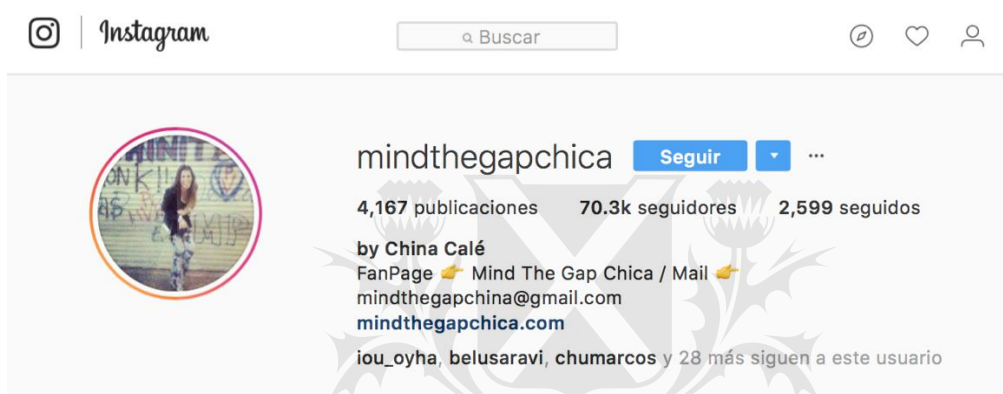 Instagram
Buscar
mindthegapchica Seguir ...
4,167 publicaciones 70.3k seguidores 2,599 seguidos
by China Calé
FanPage 👉 Mind The Gap Chica / Mail 👉
mindthegapchina@gmail.com
mindthegapchica.com
iou_oyha, belusaravi, chumarcos y 28 más siguen a este usuario